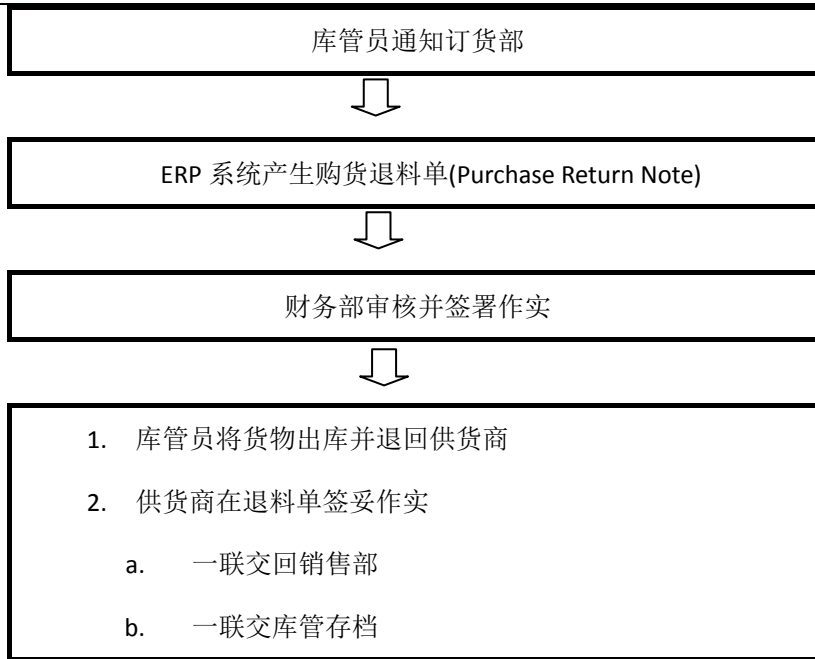 库管员通知订货部
ERP 系统产生购货退料单(Purchase Return Note)
财务部审核并签署作实
1. 库管员将货物出库并退回供货商
2. 供货商在退料单签妥作实
a. 一联交回销售部
b. 一联交库管存档